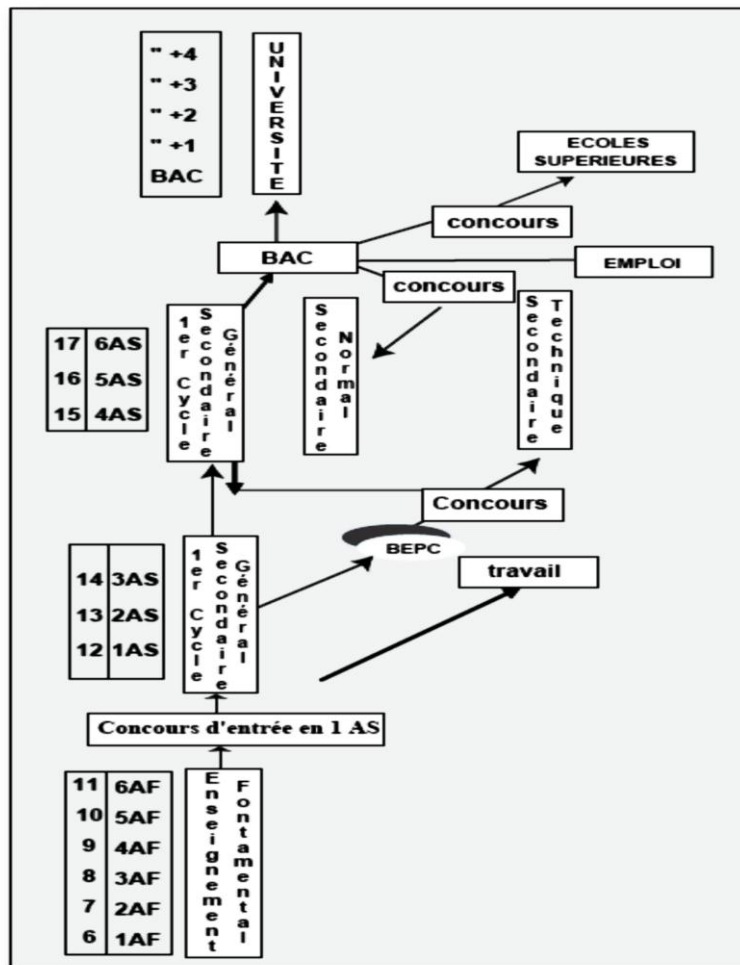 " +4
" +3
" +2
" +1
BAC
UNIVERSITE
ECOLES
SUPERIEURES
concours
BAC
EMPLOI
concours
17 6AS
16 5AS
15 4AS
1er Cycle
Secondaire
Général
Secondaire
Normal
Secondaire
Technique
Concours
BEPC
travail
14 3AS
13 2AS
12 1AS
1er Cycle
Secondaire
Général
Concours d'entrée en 1 AS
11 6AF
10 5AF
9 4AF
8 3AF
7 2AF
6 1AF
Enseignement
Fontamental